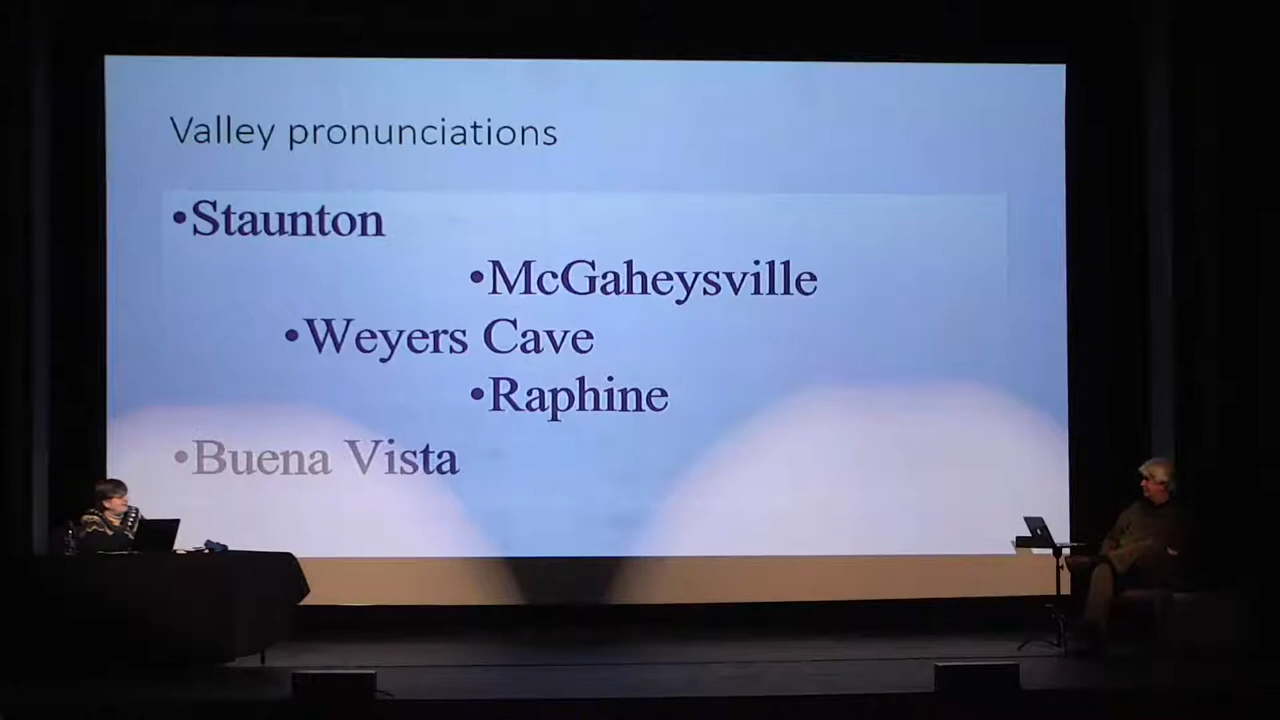 Valley pronunciations
•Staunton
•McGaheysville
•Weyers Cave
•Raphine
•Buena Vista